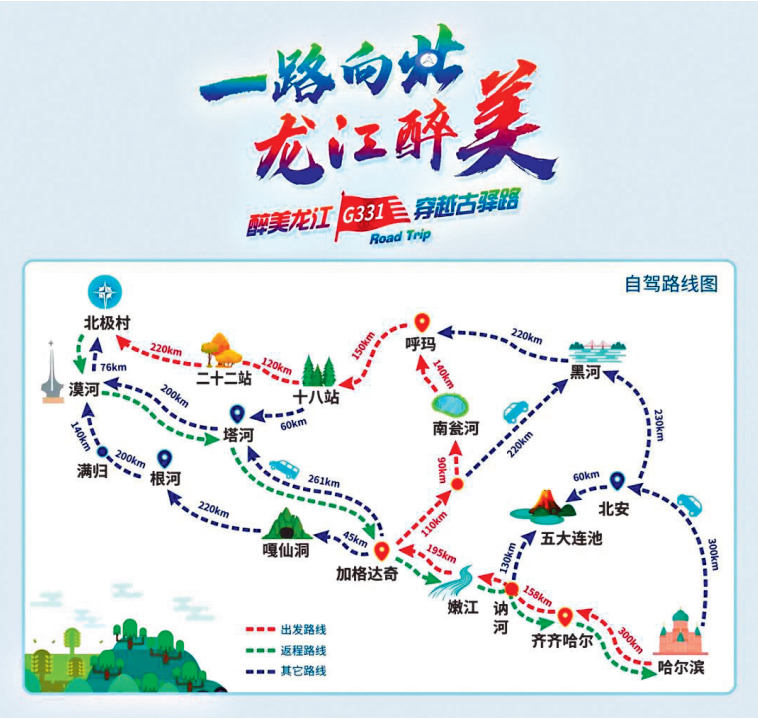 一路向北
龙江醉美
醉美龙江 G331 穿越古驿路
Road Trip
自驾路线图
北极村
220km
二十二站
120km
十八站
150km
呼玛
220km
黑河
76km
漠河
200km
塔河
60km
140km
南瓮河
220km
230km
140km
满归
200km
根河
261km
90km
60km
北安
220km
嘎仙洞
45km
110km
五大连池
300km
加格达奇
195km
嫩江
130km
讷河
158km
齐齐哈尔
300km
哈尔滨
出发路线
返程路线
其它路线